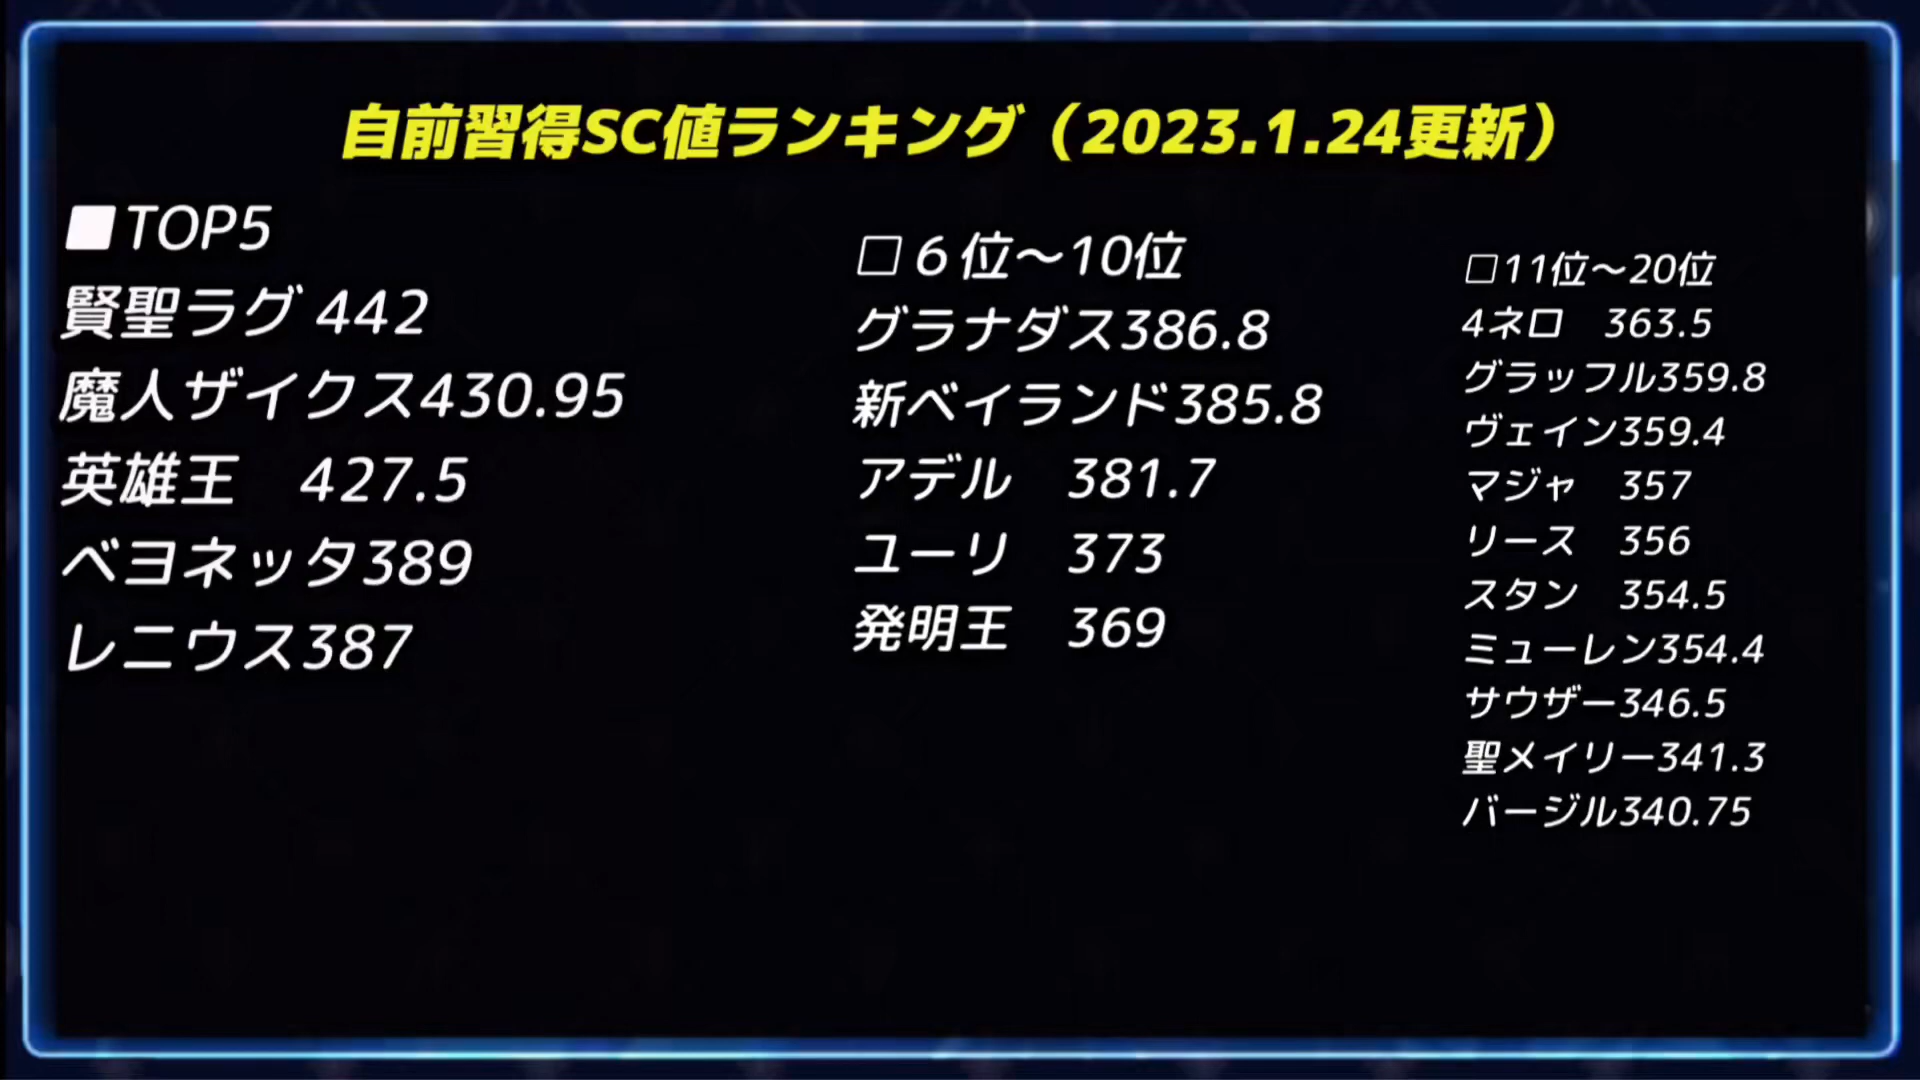 自前習得SC値ランキング（2023.1.24更新）
■TOP5
賢聖ラグ 442
魔人ザイクス430.95
英雄王　427.5
ベヨネッタ389
レニウス387
□６位～10位
グラナダス386.8
新ベイランド385.8
アデル　381.7
ユーリ　373
発明王　369
□11位～20位
4ネロ　363.5
グラッフル359.8
ヴェイン359.4
マジャ　357
リース　356
スタン　354.5
ミューレン354.4
サウザー346.5
聖メイリー341.3
バージル340.75